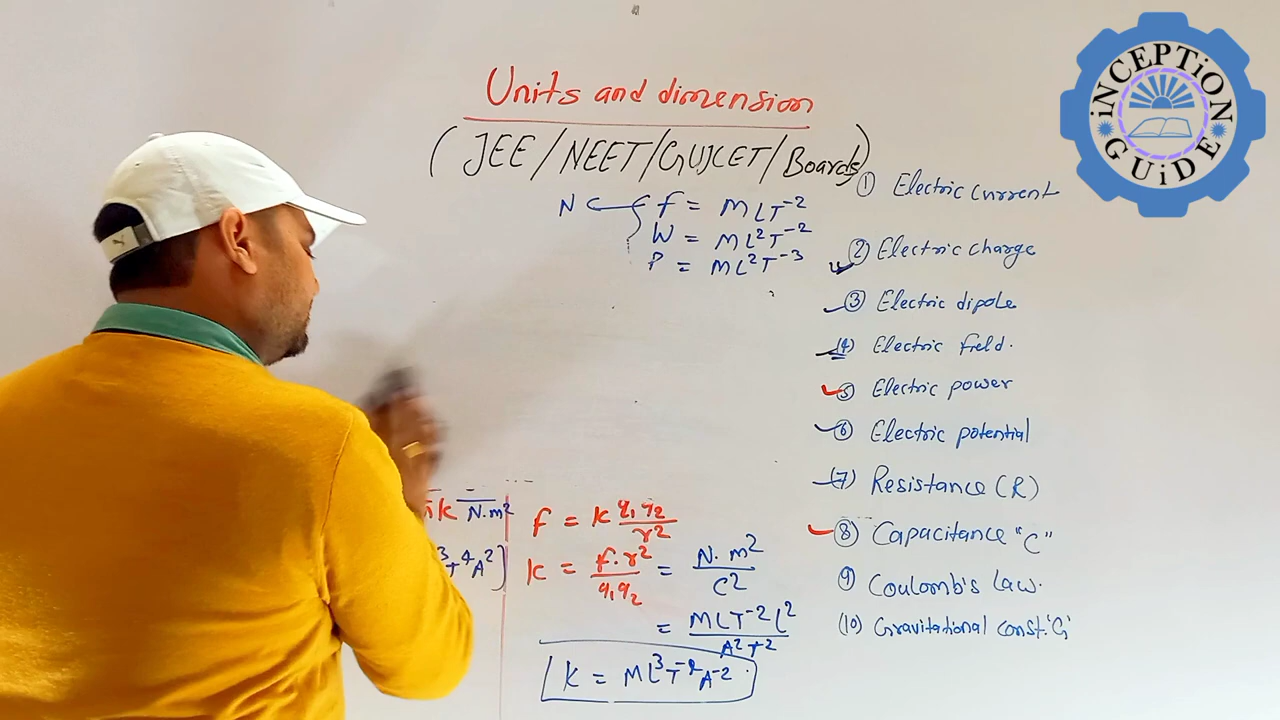 Units and dimension
(JEE/NEET/GUJCET/Boards)
N f = MLT⁻²
W = ML²T⁻²
P = ML²T⁻³
① Electric Current
② Electric charge
③ Electric dipole
(4) Electric field.
⑤ Electric power
⑥ Electric potential
(7) Resistance (R)
⑧ Capacitance "C"
⑨ Coulomb's Law.
(10) Gravitational const. 'G'
k N.m²
³T⁴A²]
f = k q₁q₂/r²
k = f.r²/q₁q₂ = N.m²/C²
= MLT⁻²L²/A²T²
k = ML³T⁻⁴A⁻²
iNCEPTiON
GUiDE